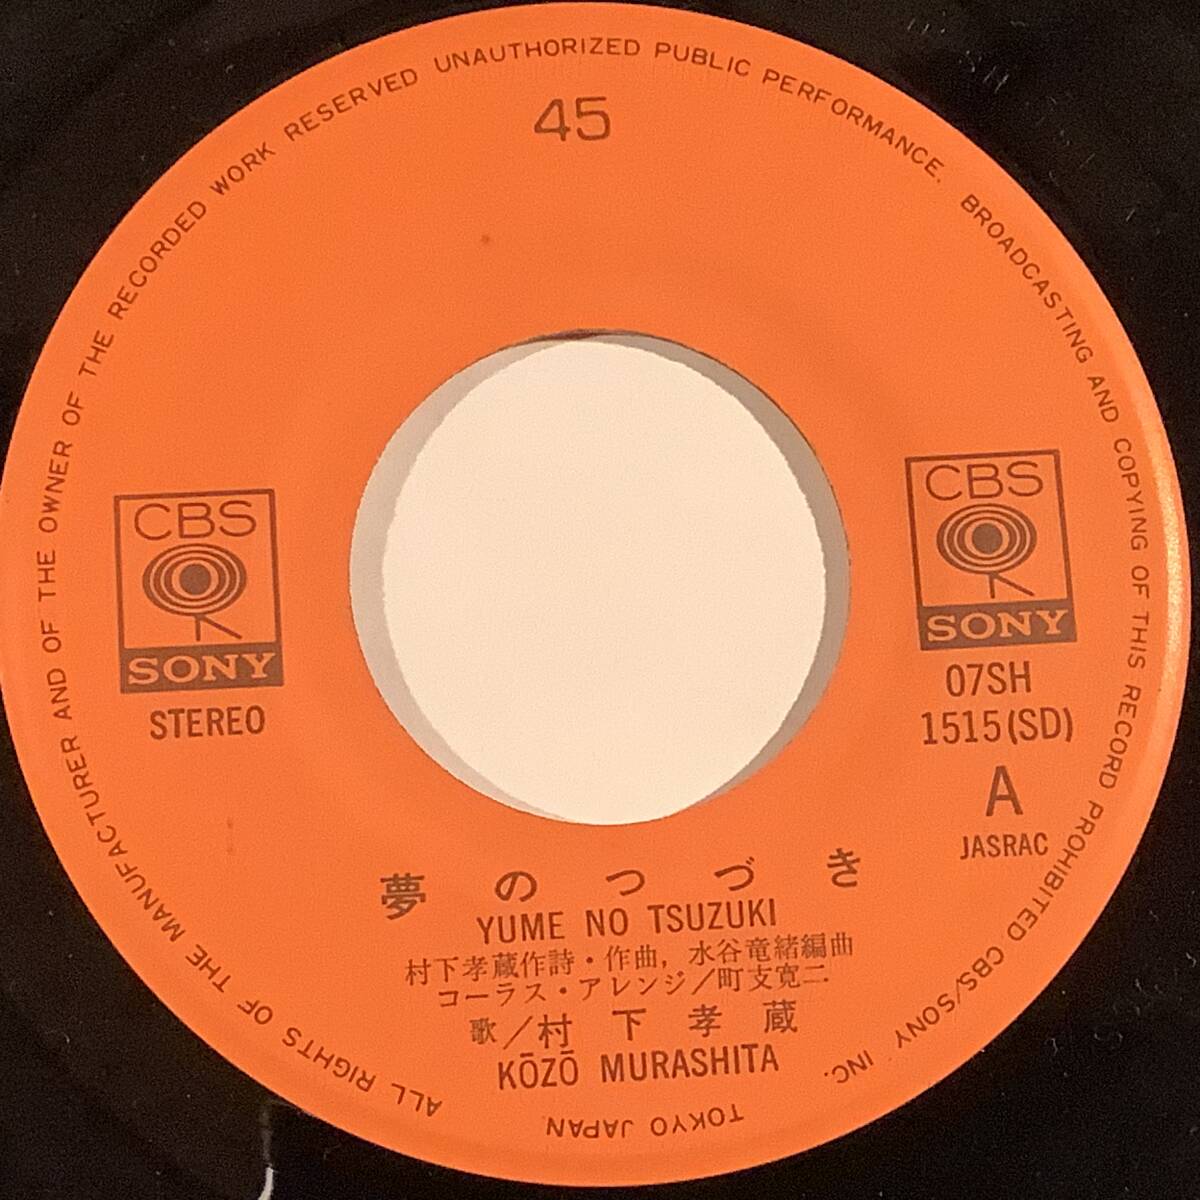 ALL RIGHTS OF THE MANUFACTURER AND OF THE OWNER OF THE RECORDED WORK RESERVED UNAUTHORIZED PUBLIC PERFORMANCE. BROADCASTING AND COPYING OF THIS RECORD PROHIBITED CBS/SONY INC.
TOKYO JAPAN
45
CBS
SONY
STEREO
CBS
SONY
07SH
1515(SD)
A
JASRAC
夢のつづき
YUME NO TSUZUKI
村下孝蔵作詩・作曲, 水谷竜緒編曲
コーラス・アレンジ/町支寛二
歌/村下孝蔵
KŌZŌ MURASHITA